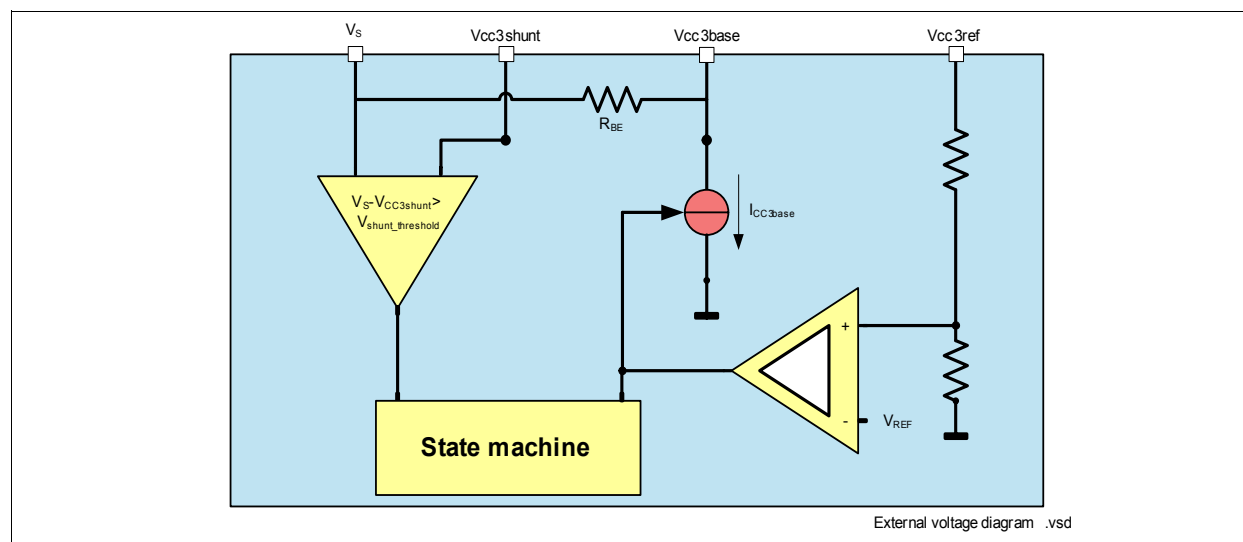 VS
Vcc3shunt
Vcc3base
Vcc3ref
RBE
VS-VCC3shunt>
Vshunt_threshold
ICC3base
+
-
VREF
State machine
External voltage diagram .vsd